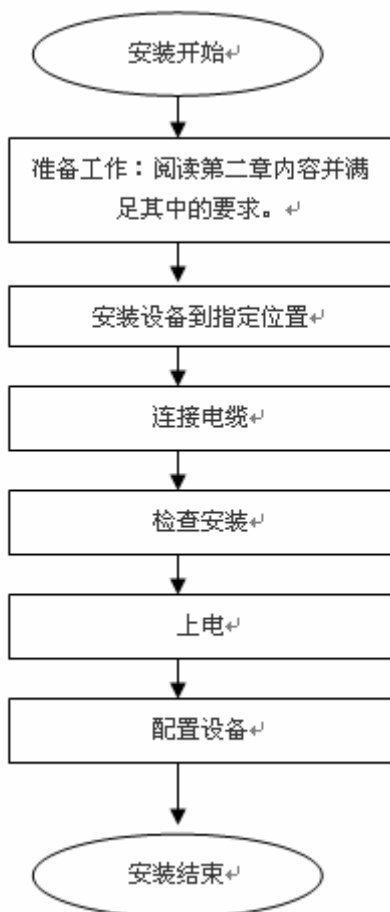 安装开始↵
准备工作：阅读第二章内容并满
足其中的要求。↵
安装设备到指定位置↵
连接电缆↵
检查安装↵
上电↵
配置设备↵
安装结束↵